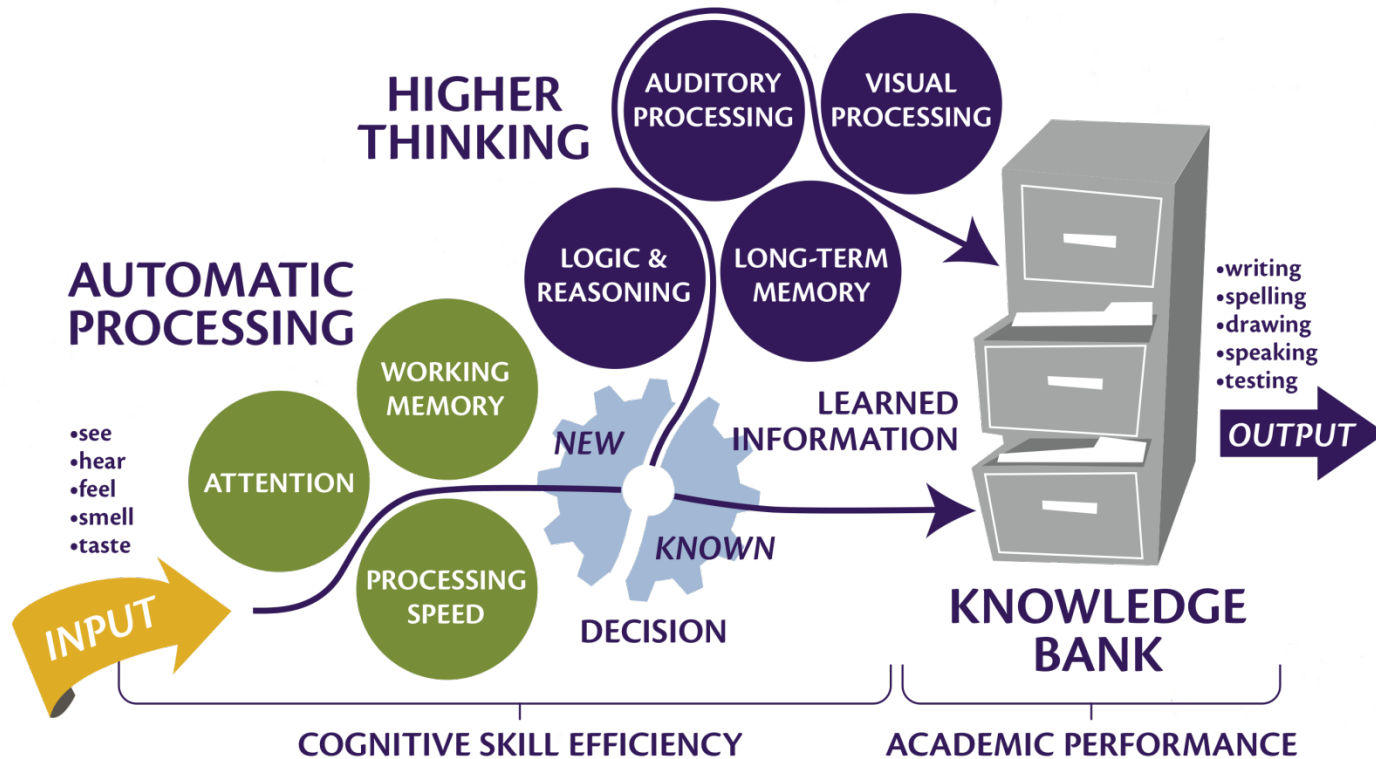 HIGHER
THINKING
AUDITORY
PROCESSING
VISUAL
PROCESSING
LOGIC &
REASONING
LONG-TERM
MEMORY
AUTOMATIC
PROCESSING
WORKING
MEMORY
ATTENTION
PROCESSING
SPEED
•see
•hear
•feel
•smell
•taste
INPUT
NEW
KNOWN
DECISION
LEARNED
INFORMATION
•writing
•spelling
•drawing
•speaking
•testing
OUTPUT
KNOWLEDGE
BANK
COGNITIVE SKILL EFFICIENCY
ACADEMIC PERFORMANCE